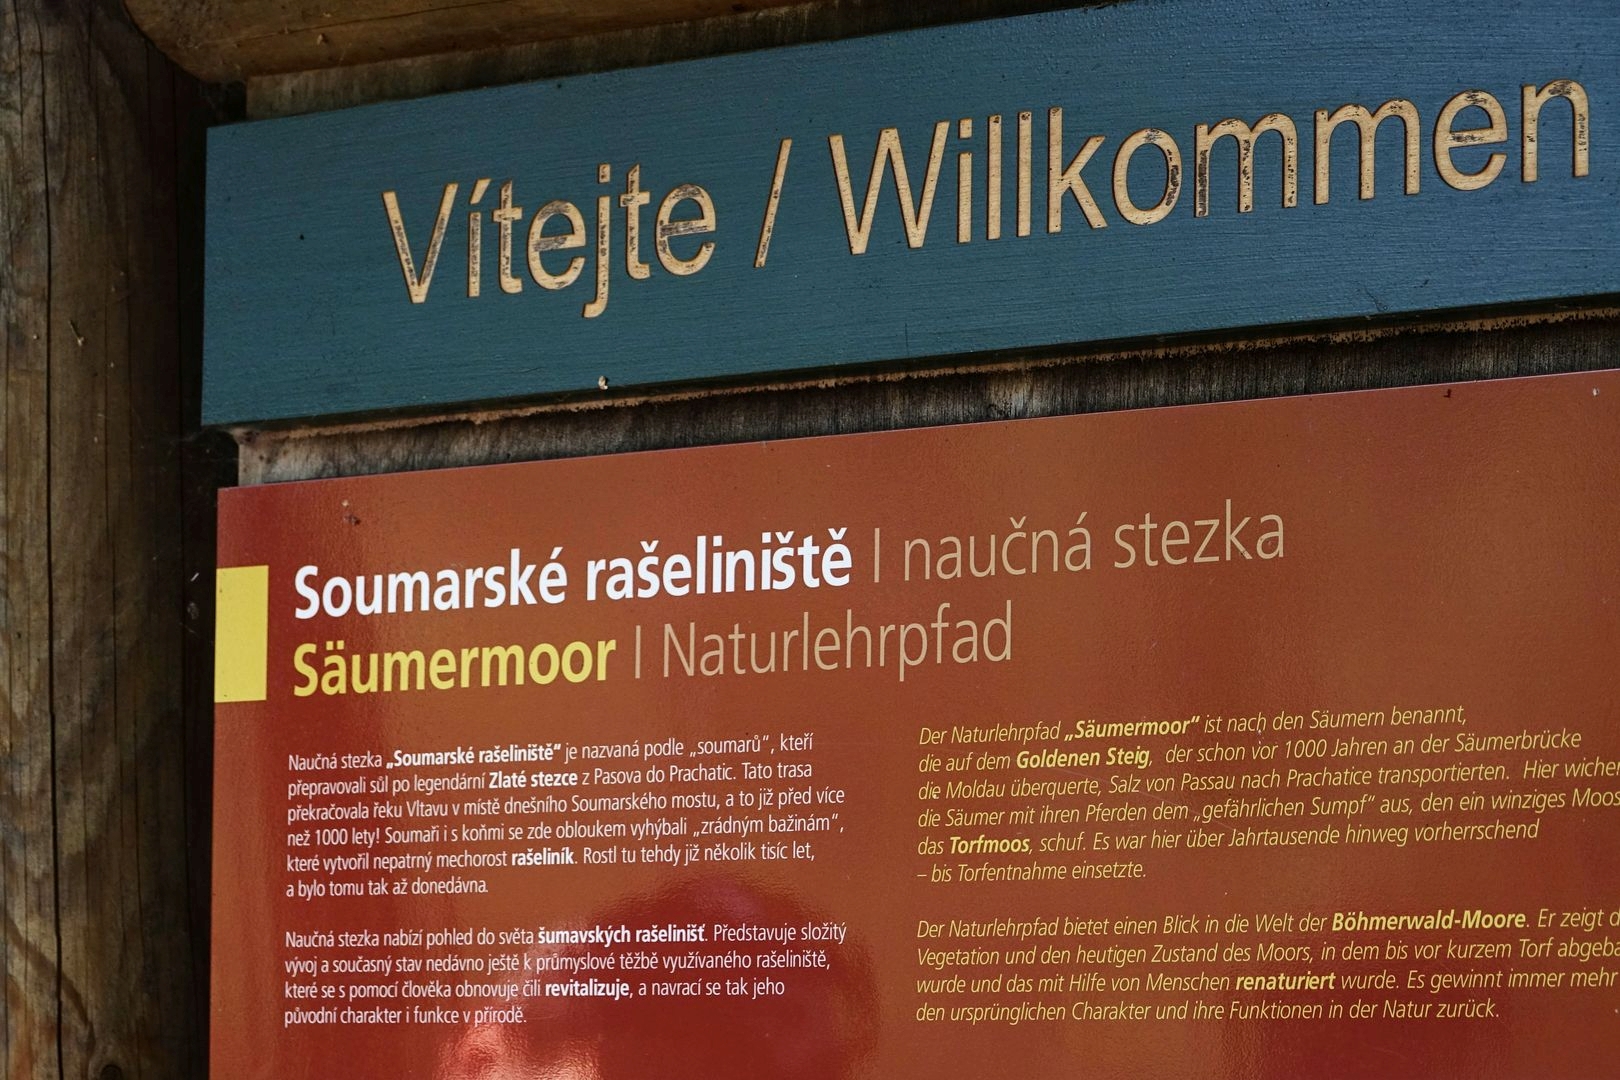 Vítejte / Willkommen
Soumarské rašeliniště | naučná stezka
Säumermoor | Naturlehrpfad
Naučná stezka „Soumarské rašeliniště“ je nazvaná podle „soumarů“, kteří
přepravovali sůl po legendární Zlaté stezce z Pasova do Prachatic. Tato trasa
překračovala řeku Vltavu v místě dnešního Soumarského mostu, a to již před více
než 1000 lety! Soumaři i s koňmi se zde obloukem vyhýbali „zrádným bažinám“,
které vytvořil nepatrný mechorost rašeliník. Rostl tu tehdy již několik tisíc let,
a bylo tomu tak až donedávna.
Naučná stezka nabízí pohled do světa šumavských rašelinišť. Představuje složitý
vývoj a současný stav nedávno ještě k průmyslové těžbě využívaného rašeliniště,
které se s pomocí člověka obnovuje čili revitalizuje, a navrací se tak jeho
původní charakter i funkce v přírodě.
Der Naturlehrpfad „Säumermoor“ ist nach den Säumern benannt,
die auf dem Goldenen Steig, der schon vor 1000 Jahren an der Säumerbrücke
die Moldau überquerte, Salz von Passau nach Prachatice transportierten. Hier wichen
die Säumer mit ihren Pferden dem „gefährlichen Sumpf“ aus, den ein winziges Moos,
das Torfmoos, schuf. Es war hier über Jahrtausende hinweg vorherrschend
– bis Torfentnahme einsetzte.
Der Naturlehrpfad bietet einen Blick in die Welt der Böhmerwald-Moore. Er zeigt
Vegetation und den heutigen Zustand des Moors, in dem bis vor kurzem Torf
wurde und das mit Hilfe von Menschen renaturiert wurde. Es gewinnt immer mehr
den ursprünglichen Charakter und ihre Funktionen in der Natur zurück.